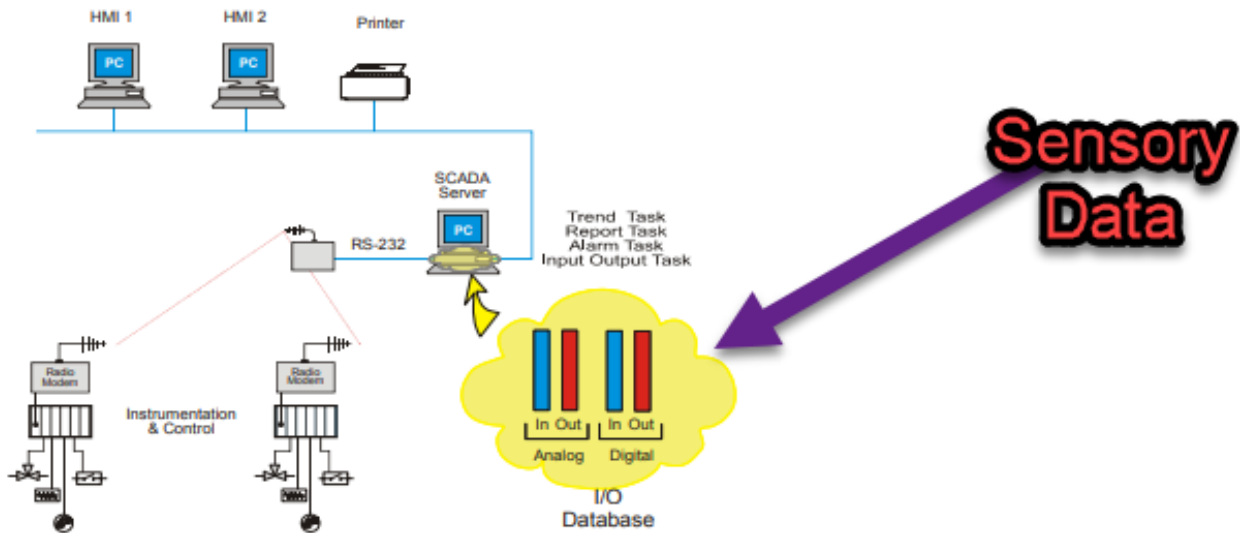 HMI 1
HMI 2
Printer
PC
PC
Sensory
Data
SCADA
Server
PC
RS-232
Trend Task
Report Task
Alarm Task
Input Output Task
Radio
Modem
Radio
Modem
Instrumentation
& Control
In Out
In Out
Analog
Digital
I/O
Database